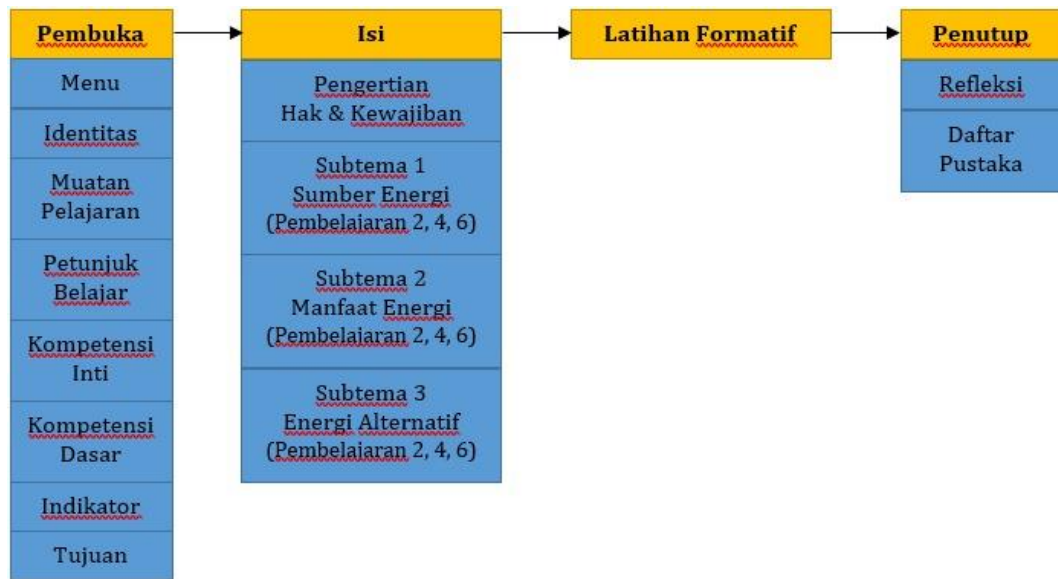 Pembuka
Menu
Identitas
Muatan
Pelajaran
Petunjuk
Belajar
Kompetensi
Inti
Kompetensi
Dasar
Indikator
Tujuan
Isi
Pengertian
Hak & Kewajiban
Subtema 1
Sumber Energi
(Pembelajaran 2, 4, 6)
Subtema 2
Manfaat Energi
(Pembelajaran 2, 4, 6)
Subtema 3
Energi Alternatif
(Pembelajaran 2, 4, 6)
Latihan Formatif
Penutup
Refleksi
Daftar
Pustaka